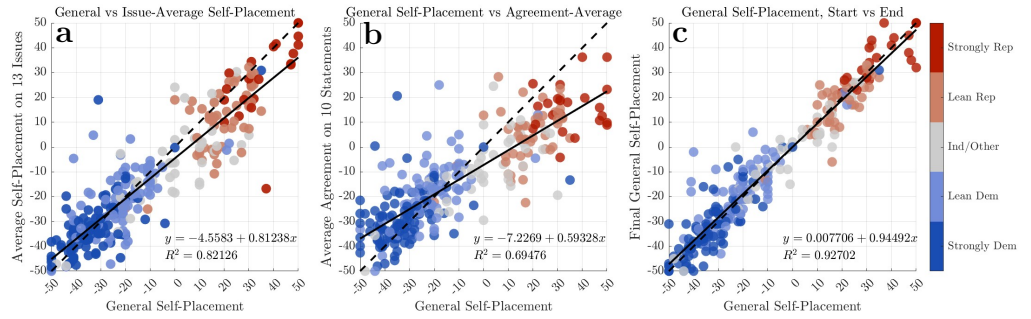 General vs Issue-Average Self-Placement
a
Average Self-Placement on 13 Issues
50
40
30
20
10
0
-10
-20
-30
-40
-50
y = −4.5583 + 0.81238x
R² = 0.82126
-50 -40 -30 -20 -10 0 10 20 30 40 50
General Self-Placement
General Self-Placement vs Agreement-Average
b
Average Agreement on 10 Statements
50
40
30
20
10
0
-10
-20
-30
-40
-50
y = −7.2269 + 0.59328x
R² = 0.69476
-50 -40 -30 -20 -10 0 10 20 30 40 50
General Self-Placement
General Self-Placement, Start vs End
c
Final General Self-Placement
50
40
30
20
10
0
-10
-20
-30
-40
-50
y = 0.007706 + 0.94492x
R² = 0.92702
-50 -40 -30 -20 -10 0 10 20 30 40 50
General Self-Placement
Strongly Rep
Lean Rep
Ind/Other
Lean Dem
Strongly Dem